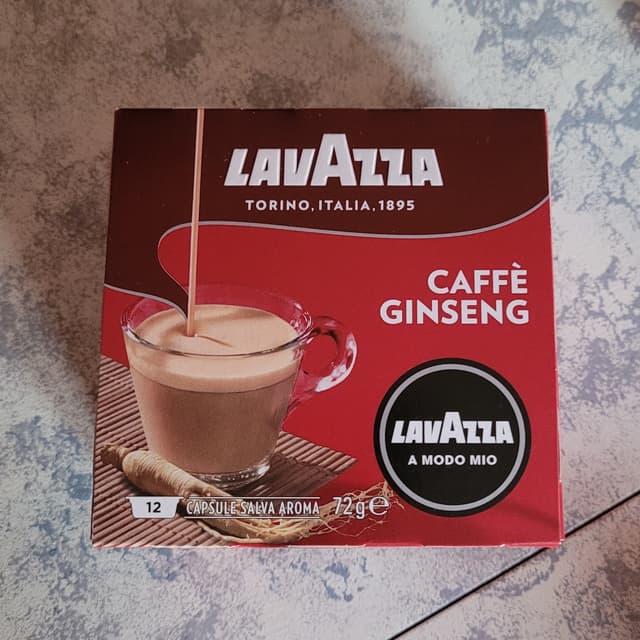 LAVAZZA
TORINO, ITALIA, 1895
CAFFÈ
GINSENG
LAVAZZA
A MODO MIO
12 CAPSULE SALVA AROMA 72g℮